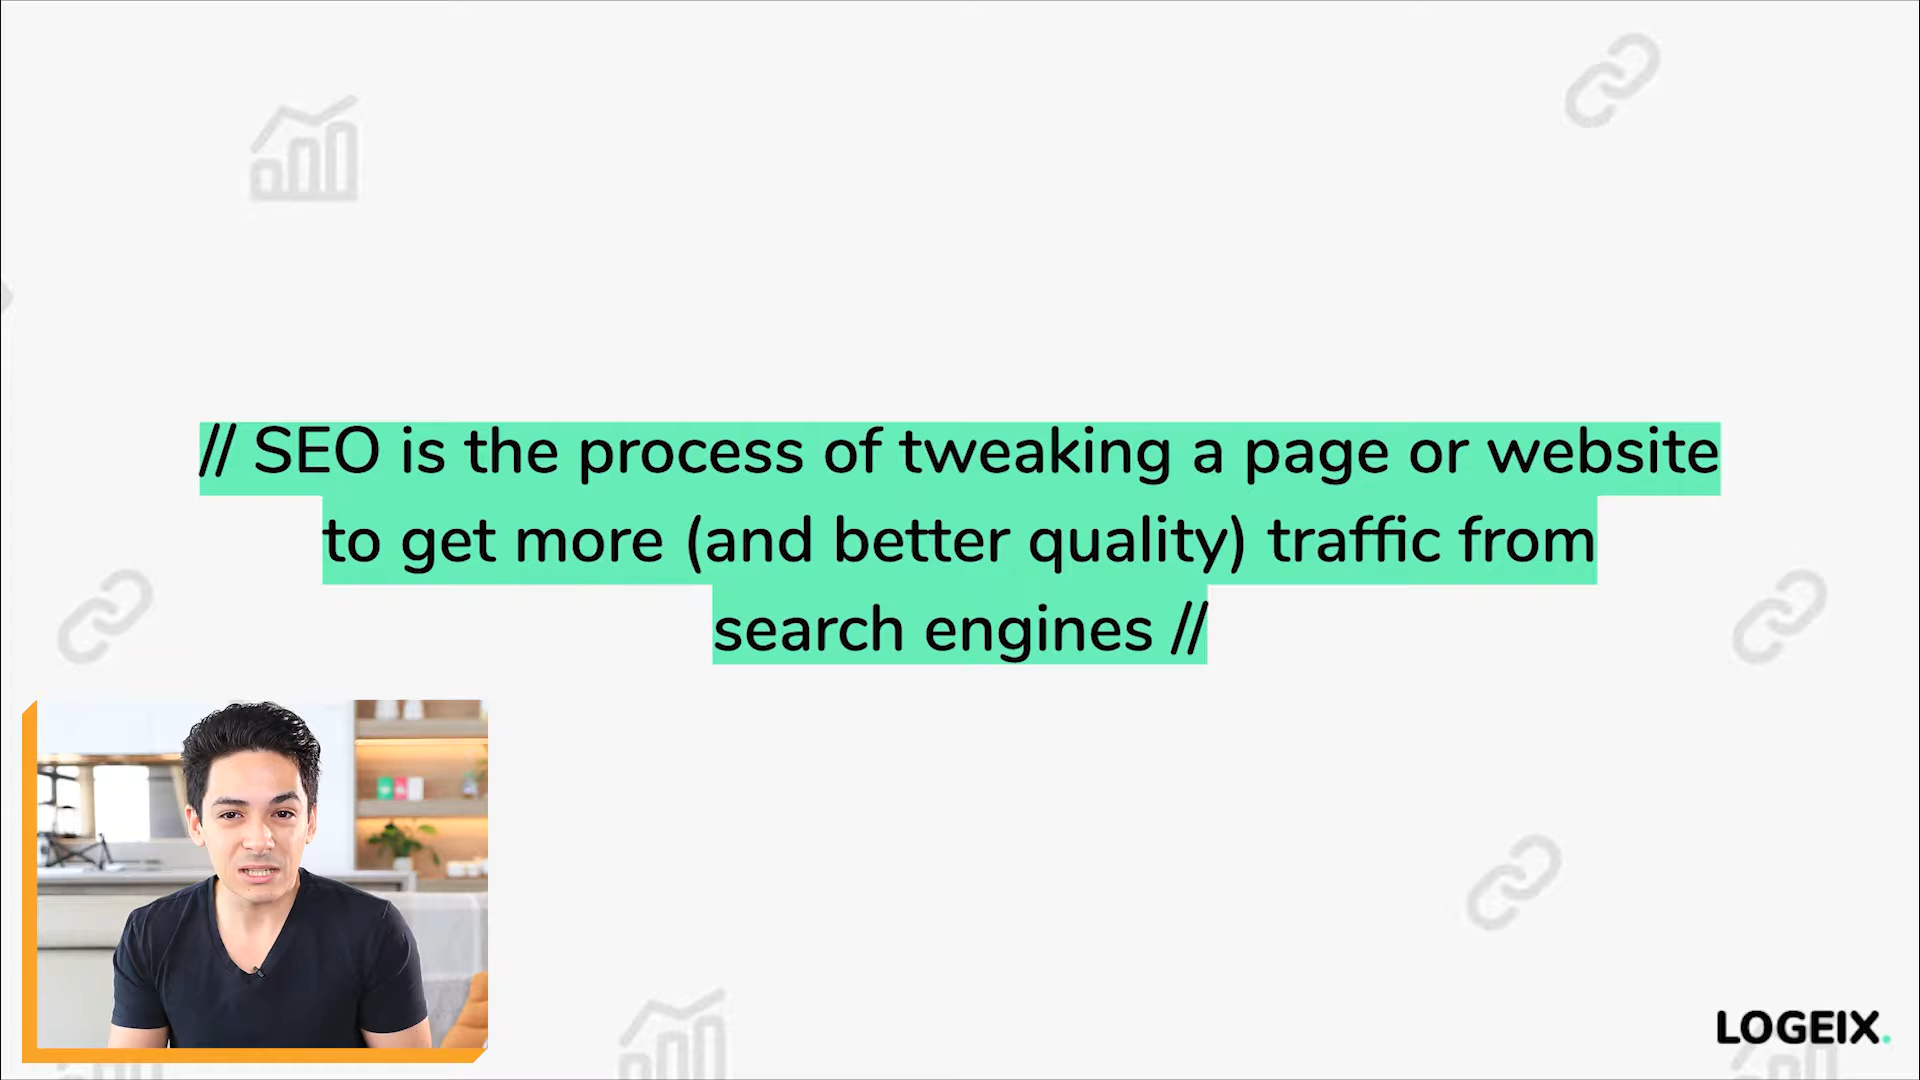 // SEO is the process of tweaking a page or website
to get more (and better quality) traffic from
search engines //
LOGEIX.